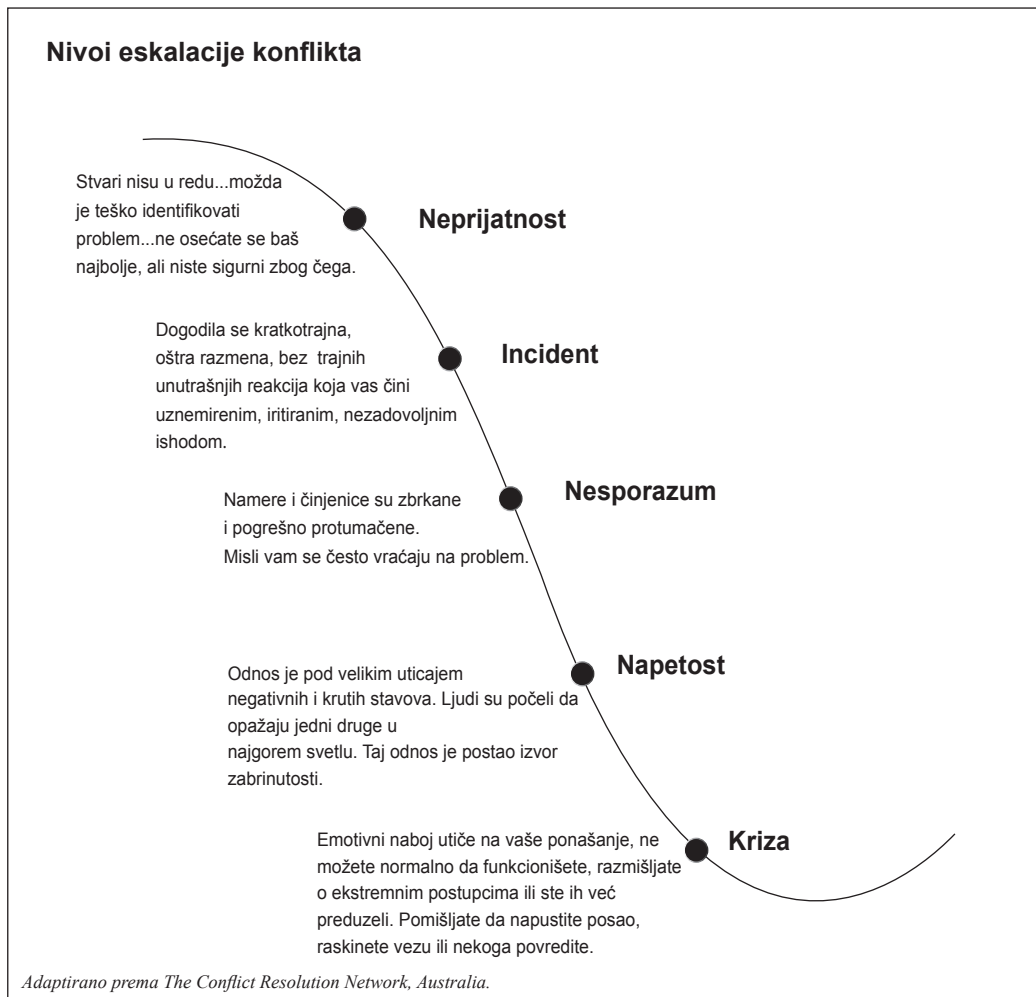 Nivoi eskalacije konflikta
Stvari nisu u redu...možda
je teško identifikovati
problem...ne osećate se baš
najbolje, ali niste sigurni zbog čega.
Neprijatnost
Dogodila se kratkotrajna,
oštra razmena, bez trajnih
unutrašnjih reakcija koja vas čini
uznemirenim, iritiranim, nezadovoljnim
ishodom.
Incident
Namere i činjenice su zbrkane
i pogrešno protumačene.
Misli vam se često vraćaju na problem.
Nesporazum
Odnos je pod velikim uticajem
negativnih i krutih stavova. Ljudi su počeli da
opažaju jedni druge u
najgorem svetlu. Taj odnos je postao izvor
zabrinutosti.
Napetost
Emotivni naboj utiče na vaše ponašanje, ne
možete normalno da funkcionišete, razmišljate
o ekstremnim postupcima ili ste ih već
preduzeli. Pomišljate da napustite posao,
raskinete vezu ili nekoga povredite.
Kriza
Adaptirano prema The Conflict Resolution Network, Australia.